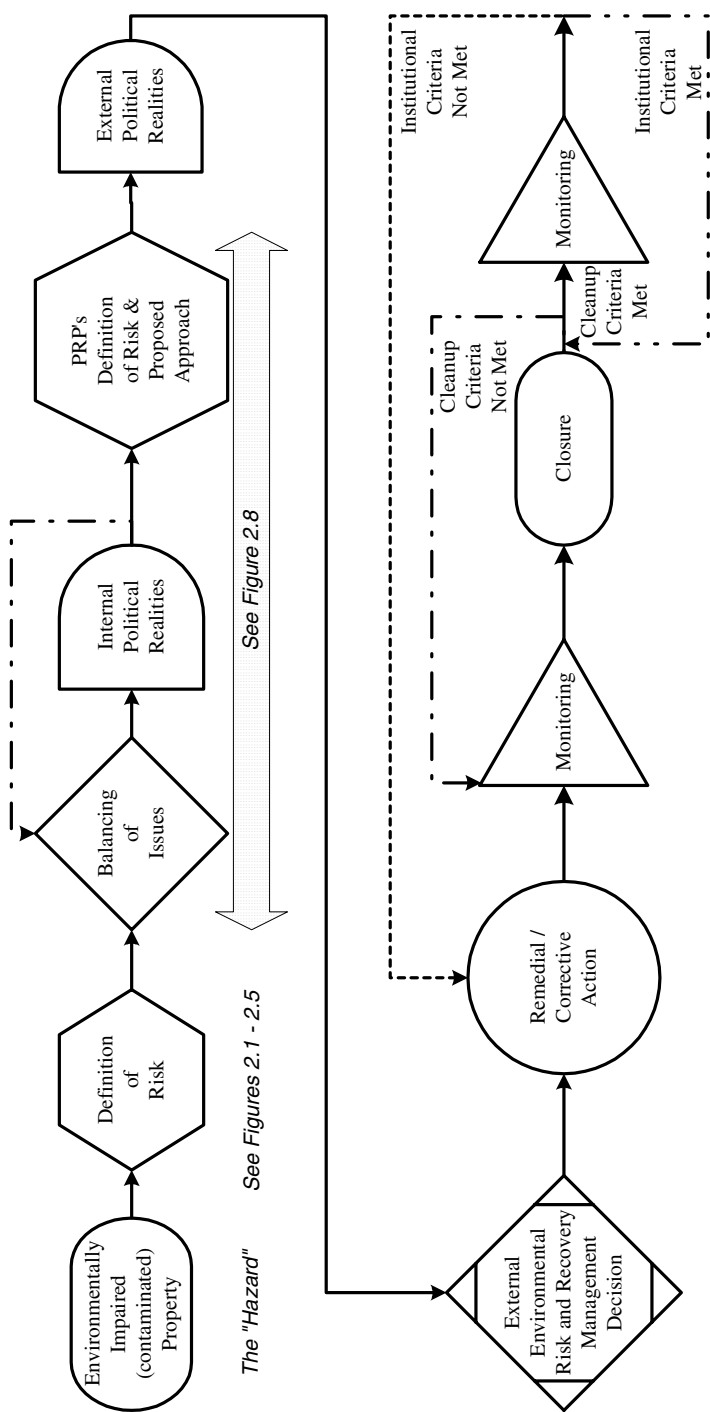 Environmentally
Impaired
(contaminated)
Property
Definition
of
Risk
Balancing
of
Issues
Internal
Political
Realities
PRP's
Definition
of Risk &
Proposed
Approach
External
Political
Realities
The "Hazard"
See Figures 2.1 - 2.5
See Figure 2.8
External
Environmental
Risk and Recovery
Management
Decision
Remedial /
Corrective
Action
Monitoring
Closure
Cleanup
Criteria
Not Met
Cleanup
Criteria
Met
Monitoring
Institutional
Criteria
Not Met
Institutional
Criteria
Met